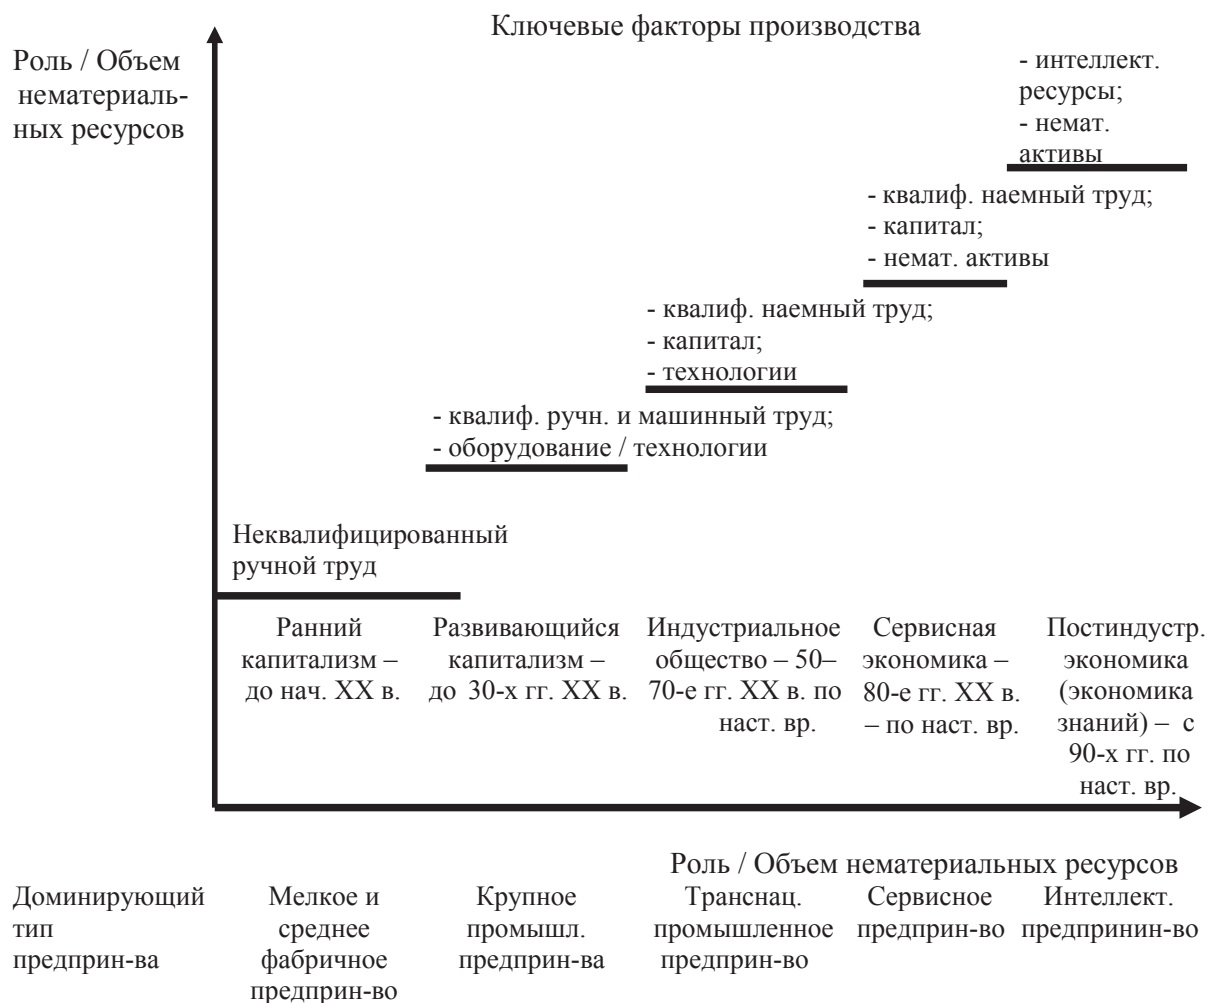 Ключевые факторы производства
Роль / Объем
нематериаль-
ных ресурсов
- интеллект.
ресурсы;
- немат.
активы
- квалиф. наемный труд;
- капитал;
- немат. активы
- квалиф. наемный труд;
- капитал;
- технологии
- квалиф. ручн. и машинный труд;
- оборудование / технологии
Неквалифицированный
ручной труд
Ранний
капитализм –
до нач. XX в.
Развивающийся
капитализм –
до 30-х гг. XX в.
Индустриальное
общество – 50–
70-е гг. XX в. по
наст. вр.
Сервисная
экономика –
80-е гг. XX в.
– по наст. вр.
Постиндустр.
экономика
(экономика
знаний) – с
90-х гг. по
наст. вр.
Роль / Объем нематериальных ресурсов
Доминирующий
тип
предприн-ва
Мелкое и
среднее
фабричное
предприн-во
Крупное
промышл.
предприн-ва
Транснац.
промышленное
предприн-во
Сервисное
предприн-во
Интеллект.
предпринин-во